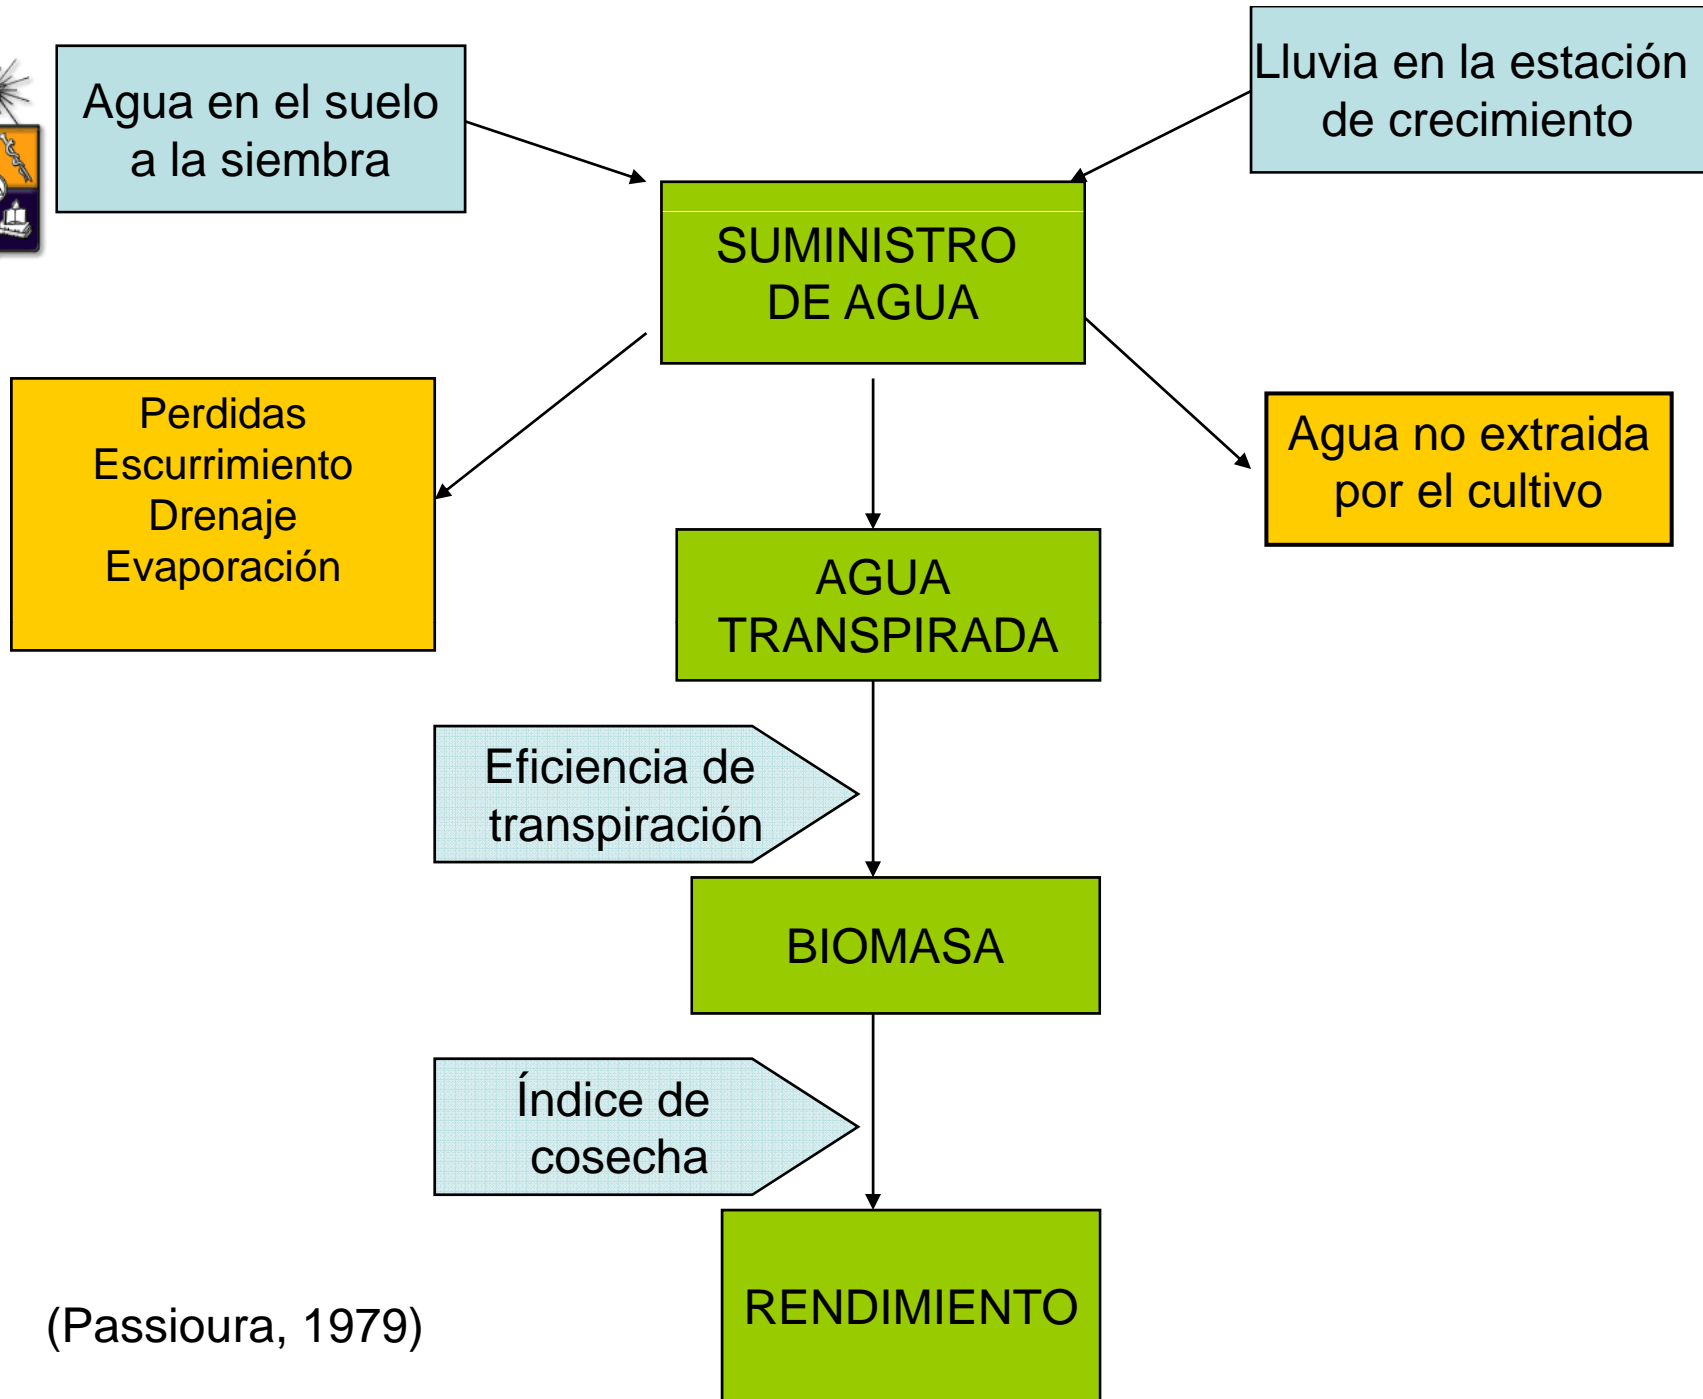 Agua en el suelo
a la siembra
Lluvia en la estación
de crecimiento
SUMINISTRO
DE AGUA
Perdidas
Escurrimiento
Drenaje
Evaporación
Agua no extraida
por el cultivo
AGUA
TRANSPIRADA
Eficiencia de
transpiración
BIOMASA
Índice de
cosecha
RENDIMIENTO
(Passioura, 1979)